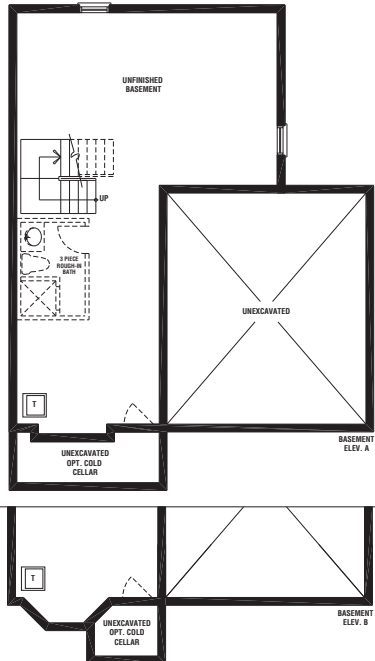 UNFINISHED
BASEMENT
UP
3 PIECE
ROUGH-IN
BATH
UNEXCAVATED
T
BASEMENT
ELEV. A
UNEXCAVATED
OPT. COLD
CELLAR
T
BASEMENT
ELEV. B
UNEXCAVATED
OPT. COLD
CELLAR